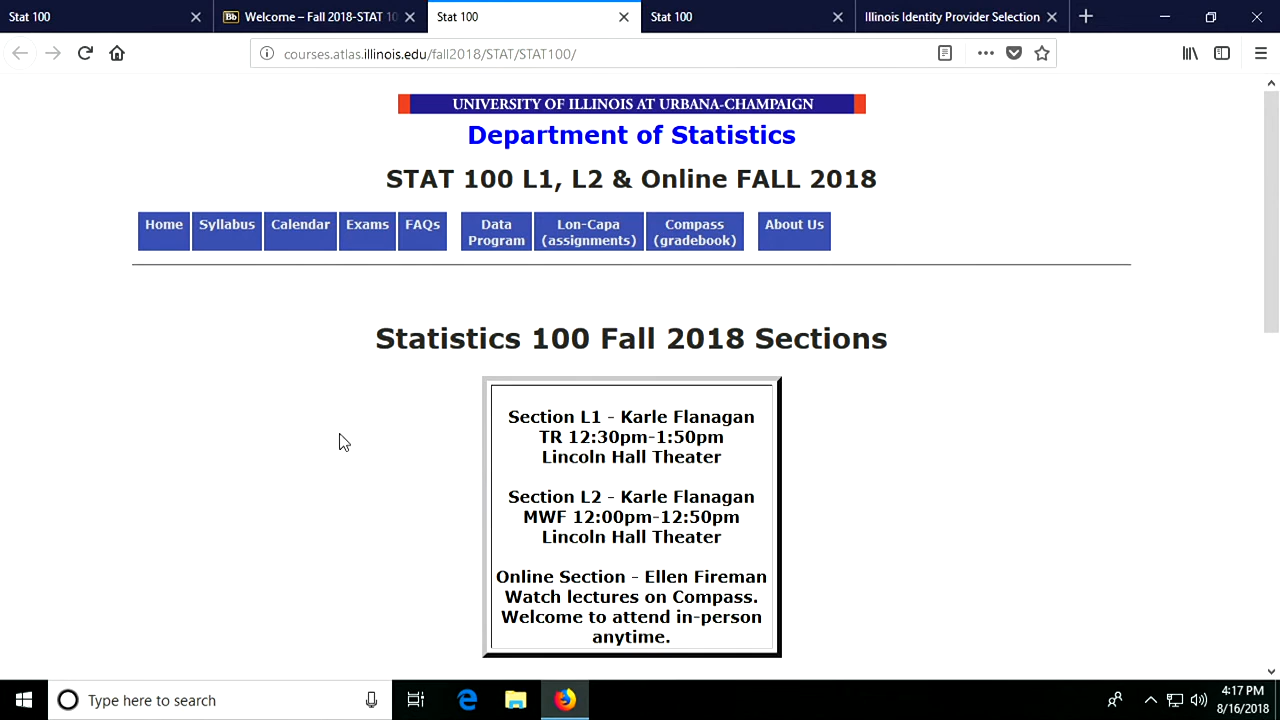 Stat 100
Bb Welcome – Fall 2018-STAT 10
Stat 100
Stat 100
Illinois Identity Provider Selection
courses.atlas.illinois.edu/fall2018/STAT/STAT100/
UNIVERSITY OF ILLINOIS AT URBANA-CHAMPAIGN
Department of Statistics
STAT 100 L1, L2 & Online FALL 2018
Home
Syllabus
Calendar
Exams
FAQs
Data
Program
Lon-Capa
(assignments)
Compass
(gradebook)
About Us
Statistics 100 Fall 2018 Sections
Section L1 - Karle Flanagan
TR 12:30pm-1:50pm
Lincoln Hall Theater
Section L2 - Karle Flanagan
MWF 12:00pm-12:50pm
Lincoln Hall Theater
Online Section - Ellen Fireman
Watch lectures on Compass.
Welcome to attend in-person
anytime.
Type here to search
4:17 PM
8/16/2018